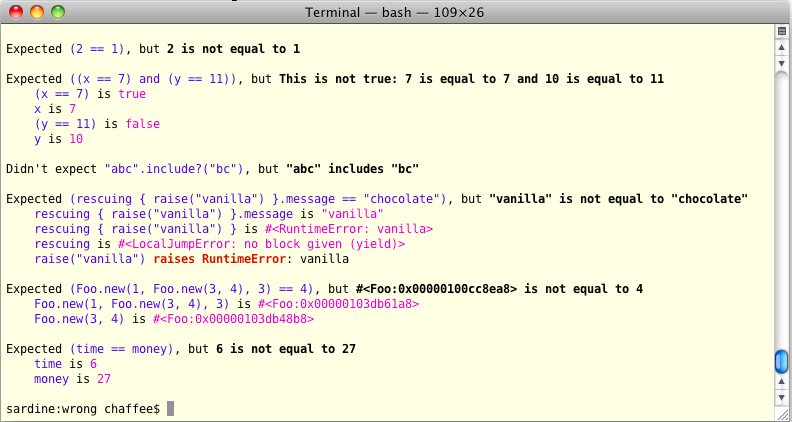 Terminal — bash — 109×26
Expected (2 == 1), but 2 is not equal to 1
Expected ((x == 7) and (y == 11)), but This is not true: 7 is equal to 7 and 10 is equal to 11
(x == 7) is true
x is 7
(y == 11) is false
y is 10
Didn't expect "abc".include?("bc"), but "abc" includes "bc"
Expected (rescuing { raise("vanilla") }.message == "chocolate"), but "vanilla" is not equal to "chocolate"
rescuing { raise("vanilla") }.message is "vanilla"
rescuing { raise("vanilla") } is #<RuntimeError: vanilla>
rescuing is #<LocalJumpError: no block given (yield)>
raise("vanilla") raises RuntimeError: vanilla
Expected (Foo.new(1, Foo.new(3, 4), 3) == 4), but #<Foo:0x00000100cc8ea8> is not equal to 4
Foo.new(1, Foo.new(3, 4), 3) is #<Foo:0x00000103db61a8>
Foo.new(3, 4) is #<Foo:0x00000103db48b8>
Expected (time == money), but 6 is not equal to 27
time is 6
money is 27
sardine:wrong chaffee$